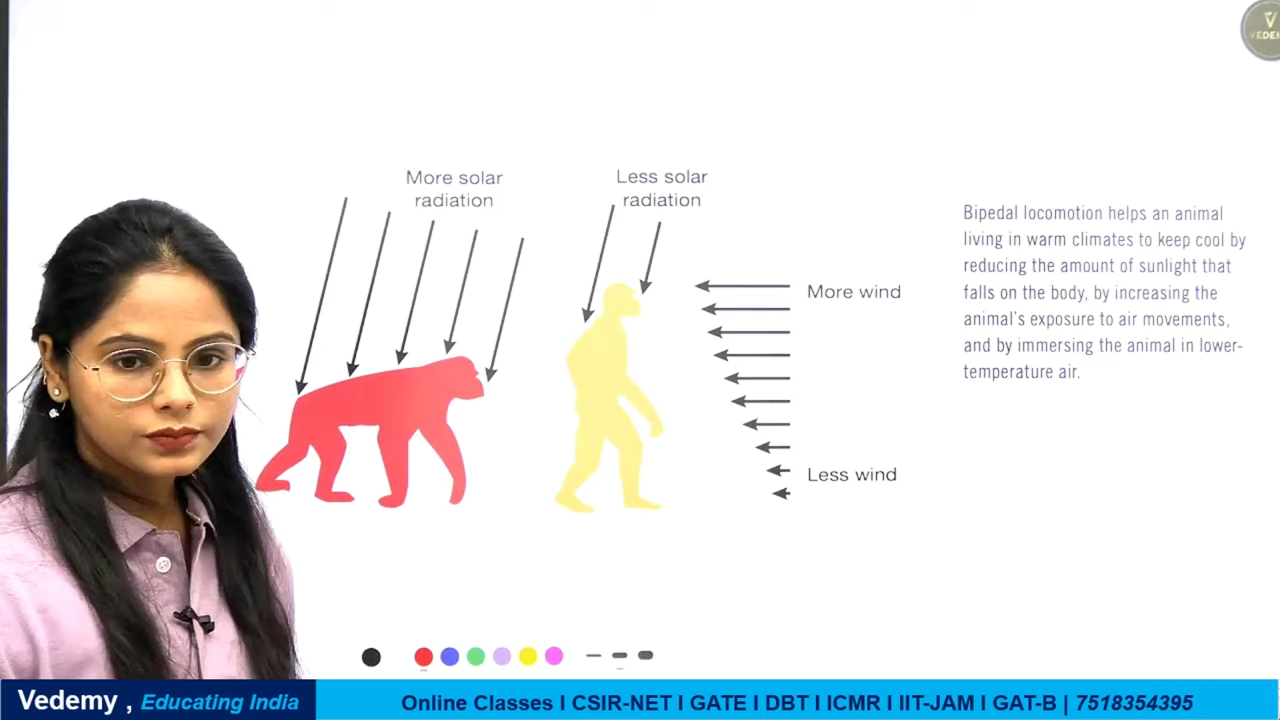 VEDEM
More solar
radiation
Less solar
radiation
More wind
Less wind
Bipedal locomotion helps an animal
living in warm climates to keep cool by
reducing the amount of sunlight that
falls on the body, by increasing the
animal's exposure to air movements,
and by immersing the animal in lower-
temperature air.
Vedemy , Educating India
Online Classes I CSIR-NET I GATE I DBT I ICMR I IIT-JAM I GAT-B | 7518354395